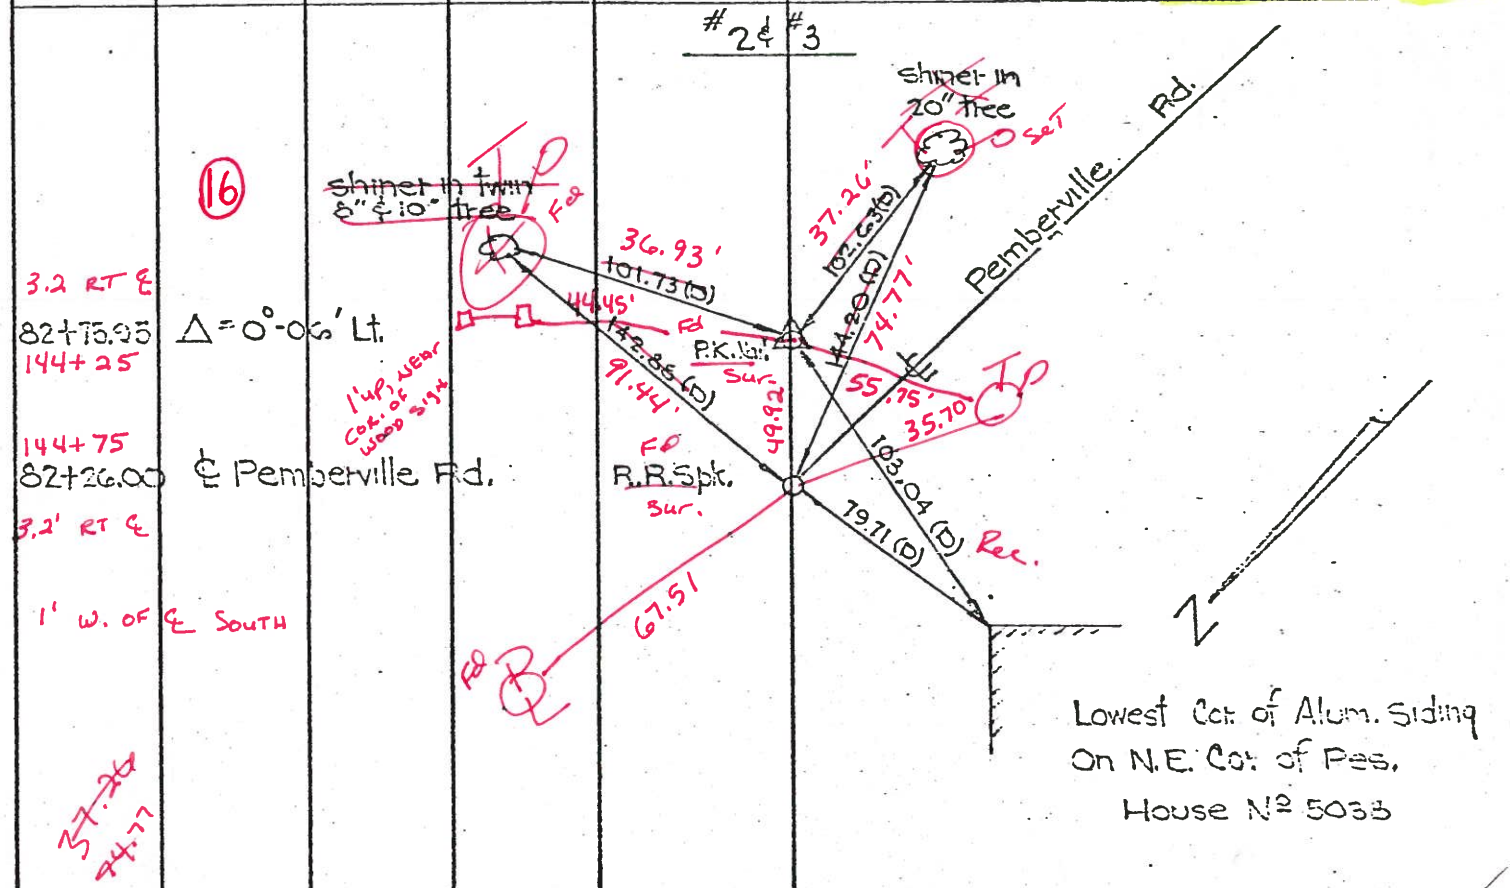 #2 & #3
shiner in
20" tree
T
P Set
Pemberville Rd.
16
T P
shiner in twin
8" & 10" tree
Fd
37.26'
102.63(D)
36.93'
101.73(D)
144.20(D)
74.77'
3.2 RT ℄
82+75.95 Δ=0°-06' Lt.
144+25
44.45'
Fd
P.K. Nail
Sur.
142.88(D)
91.44'
1' UP, NEAR
COR. OF
WOOD SIGN
49.92
55.75'
T P
35.70
144+75
82+26.00 ℄ Pemberville Rd.
3.2' RT ℄
Fd
R.R.Spk.
Sur.
103.04(D)
79.71(D)
Rec.
1' W. OF ℄ SOUTH
67.51
Fd
P
L
N
Lowest Cor. of Alum. Siding
On N.E. Cor. of Res.
House Nº 5033
37.26